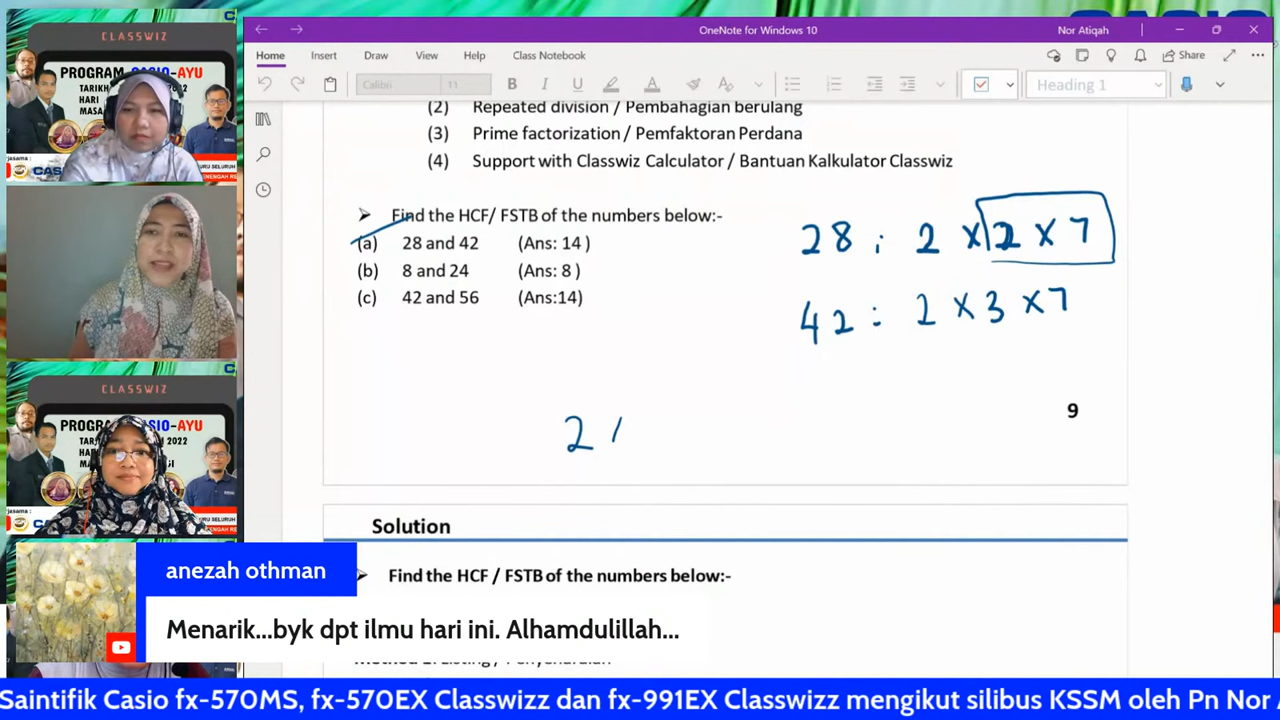 CLASSWIZ
PROGRAM CASIO-AYU
OneNote for Windows 10
Nor Atiqah
Home Insert Draw View Help Class Notebook
Share
Calibri 11
B I U
Heading 1
(2) Repeated division / Pembahagian berulang
(3) Prime factorization / Pemfaktoran Perdana
(4) Support with Classwiz Calculator / Bantuan Kalkulator Classwiz
Find the HCF/ FSTB of the numbers below:-
(a) 28 and 42 (Ans: 14 )
(b) 8 and 24 (Ans: 8 )
(c) 42 and 56 (Ans:14)
28 : 2 × 2 × 7
42 : 2 × 3 × 7
2
9
CLASSWIZ
Solution
Find the HCF / FSTB of the numbers below:-
anezah othman
Menarik...byk dpt ilmu hari ini. Alhamdulillah...
Saintifik Casio fx-570MS, fx-570EX Classwizz dan fx-991EX Classwizz mengikut silibus KSSM oleh Pn Nor